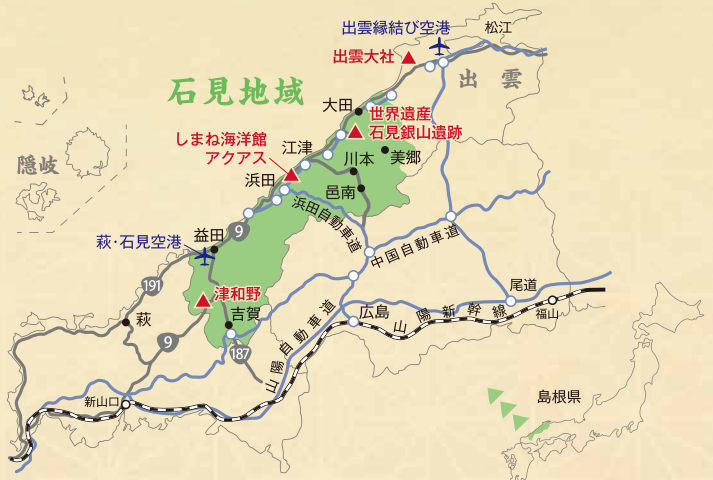 出雲縁結び空港
松江
出雲大社
出雲
石見地域
大田
世界遺産
石見銀山遺跡
しまね海洋館
アクアス
江津
川本
美郷
隠岐
浜田
邑南
浜田自動車道
9
益田
中国自動車道
萩・石見空港
191
津和野
尾道
吉賀
広島
山陽新幹線
福山
萩
9
187
山陽自動車道
新山口
島根県